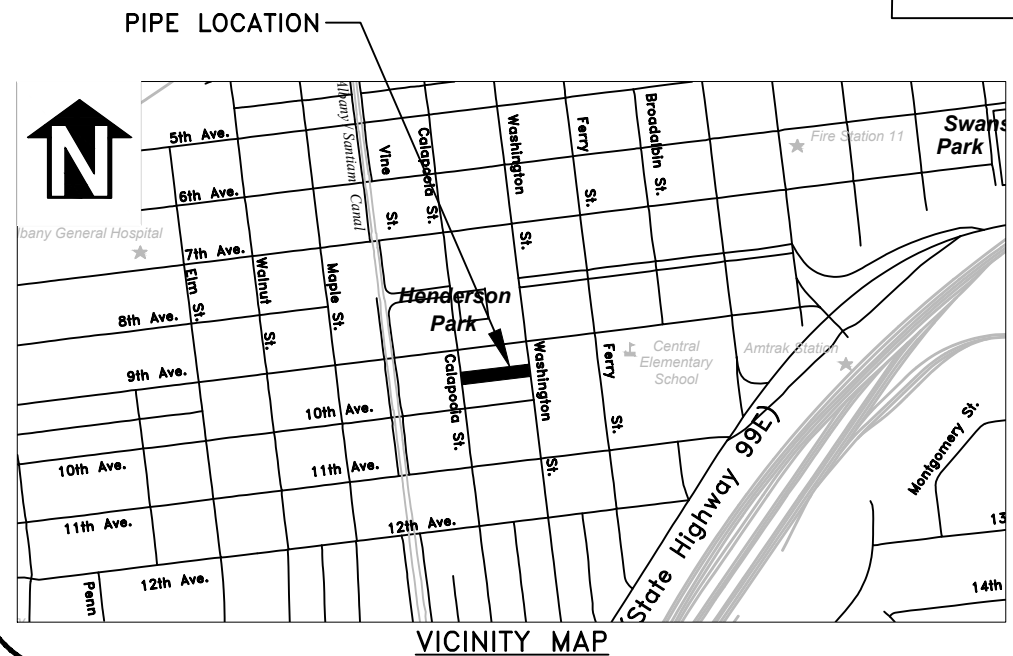 PIPE LOCATION
N
5th Ave.
6th Ave.
7th Ave.
8th Ave.
9th Ave.
10th Ave.
10th Ave.
11th Ave.
11th Ave.
12th Ave.
12th Ave.
lbany General Hospital
Elm St.
Walnut St.
Maple St.
Albany Santiam Canal
Vine St.
Calapooia St.
Washington St.
Ferry St.
Broadalbin St.
Fire Station 11
Swans
Park
Henderson
Park
Calapooia St.
Washington St.
Ferry St.
Central
Elementary
School
Amtrak Station
(State Highway 99E)
Montgomery St.
13
14th
Penn
VICINITY MAP